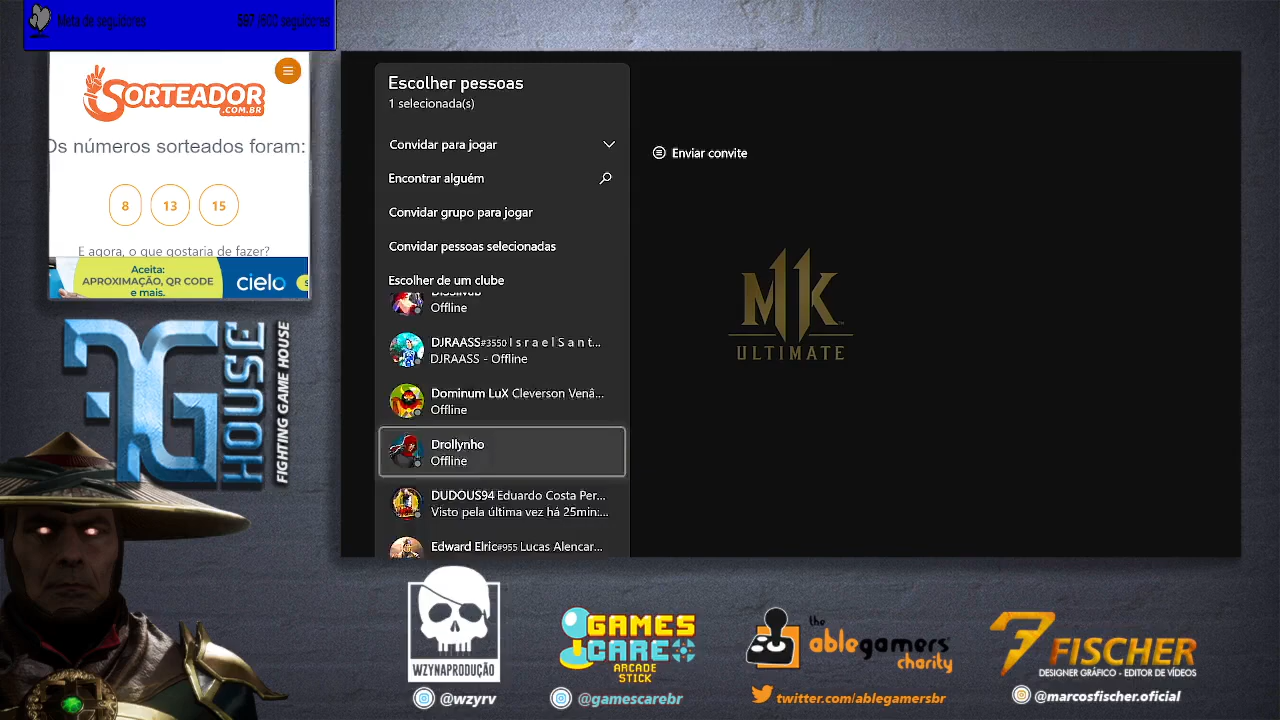 Meta de seguidores
597 /600 seguidores
SORTEADOR
.COM.BR
Os números sorteados foram:
8
13
15
E agora, o que gostaria de fazer?
Aceita:
APROXIMAÇÃO, QR CODE
e mais.
cielo
FG HOUSE
FIGHTING GAME HOUSE
Escolher pessoas
1 selecionada(s)
Convidar para jogar
Encontrar alguém
Convidar grupo para jogar
Convidar pessoas selecionadas
Escolher de um clube
Offline
DJRAASS#3550 I s r a e l S a n t...
DJRAASS - Offline
Dominum LuX Cleverson Venâ...
Offline
Drollynho
Offline
DUDOUS94 Eduardo Costa Per...
Visto pela última vez há 25min:...
Edward Elric#955 Lucas Alencar...
Enviar convite
MK
ULTIMATE
WZYNAPRODUÇÃO
@wzyrv
GAMES
CARE
ARCADE
STICK
@gamescarebr
the
ablegamers
charity
twitter.com/ablegamersbr
FISCHER
DESIGNER GRÁFICO - EDITOR DE VÍDEOS
@marcosfischer.oficial